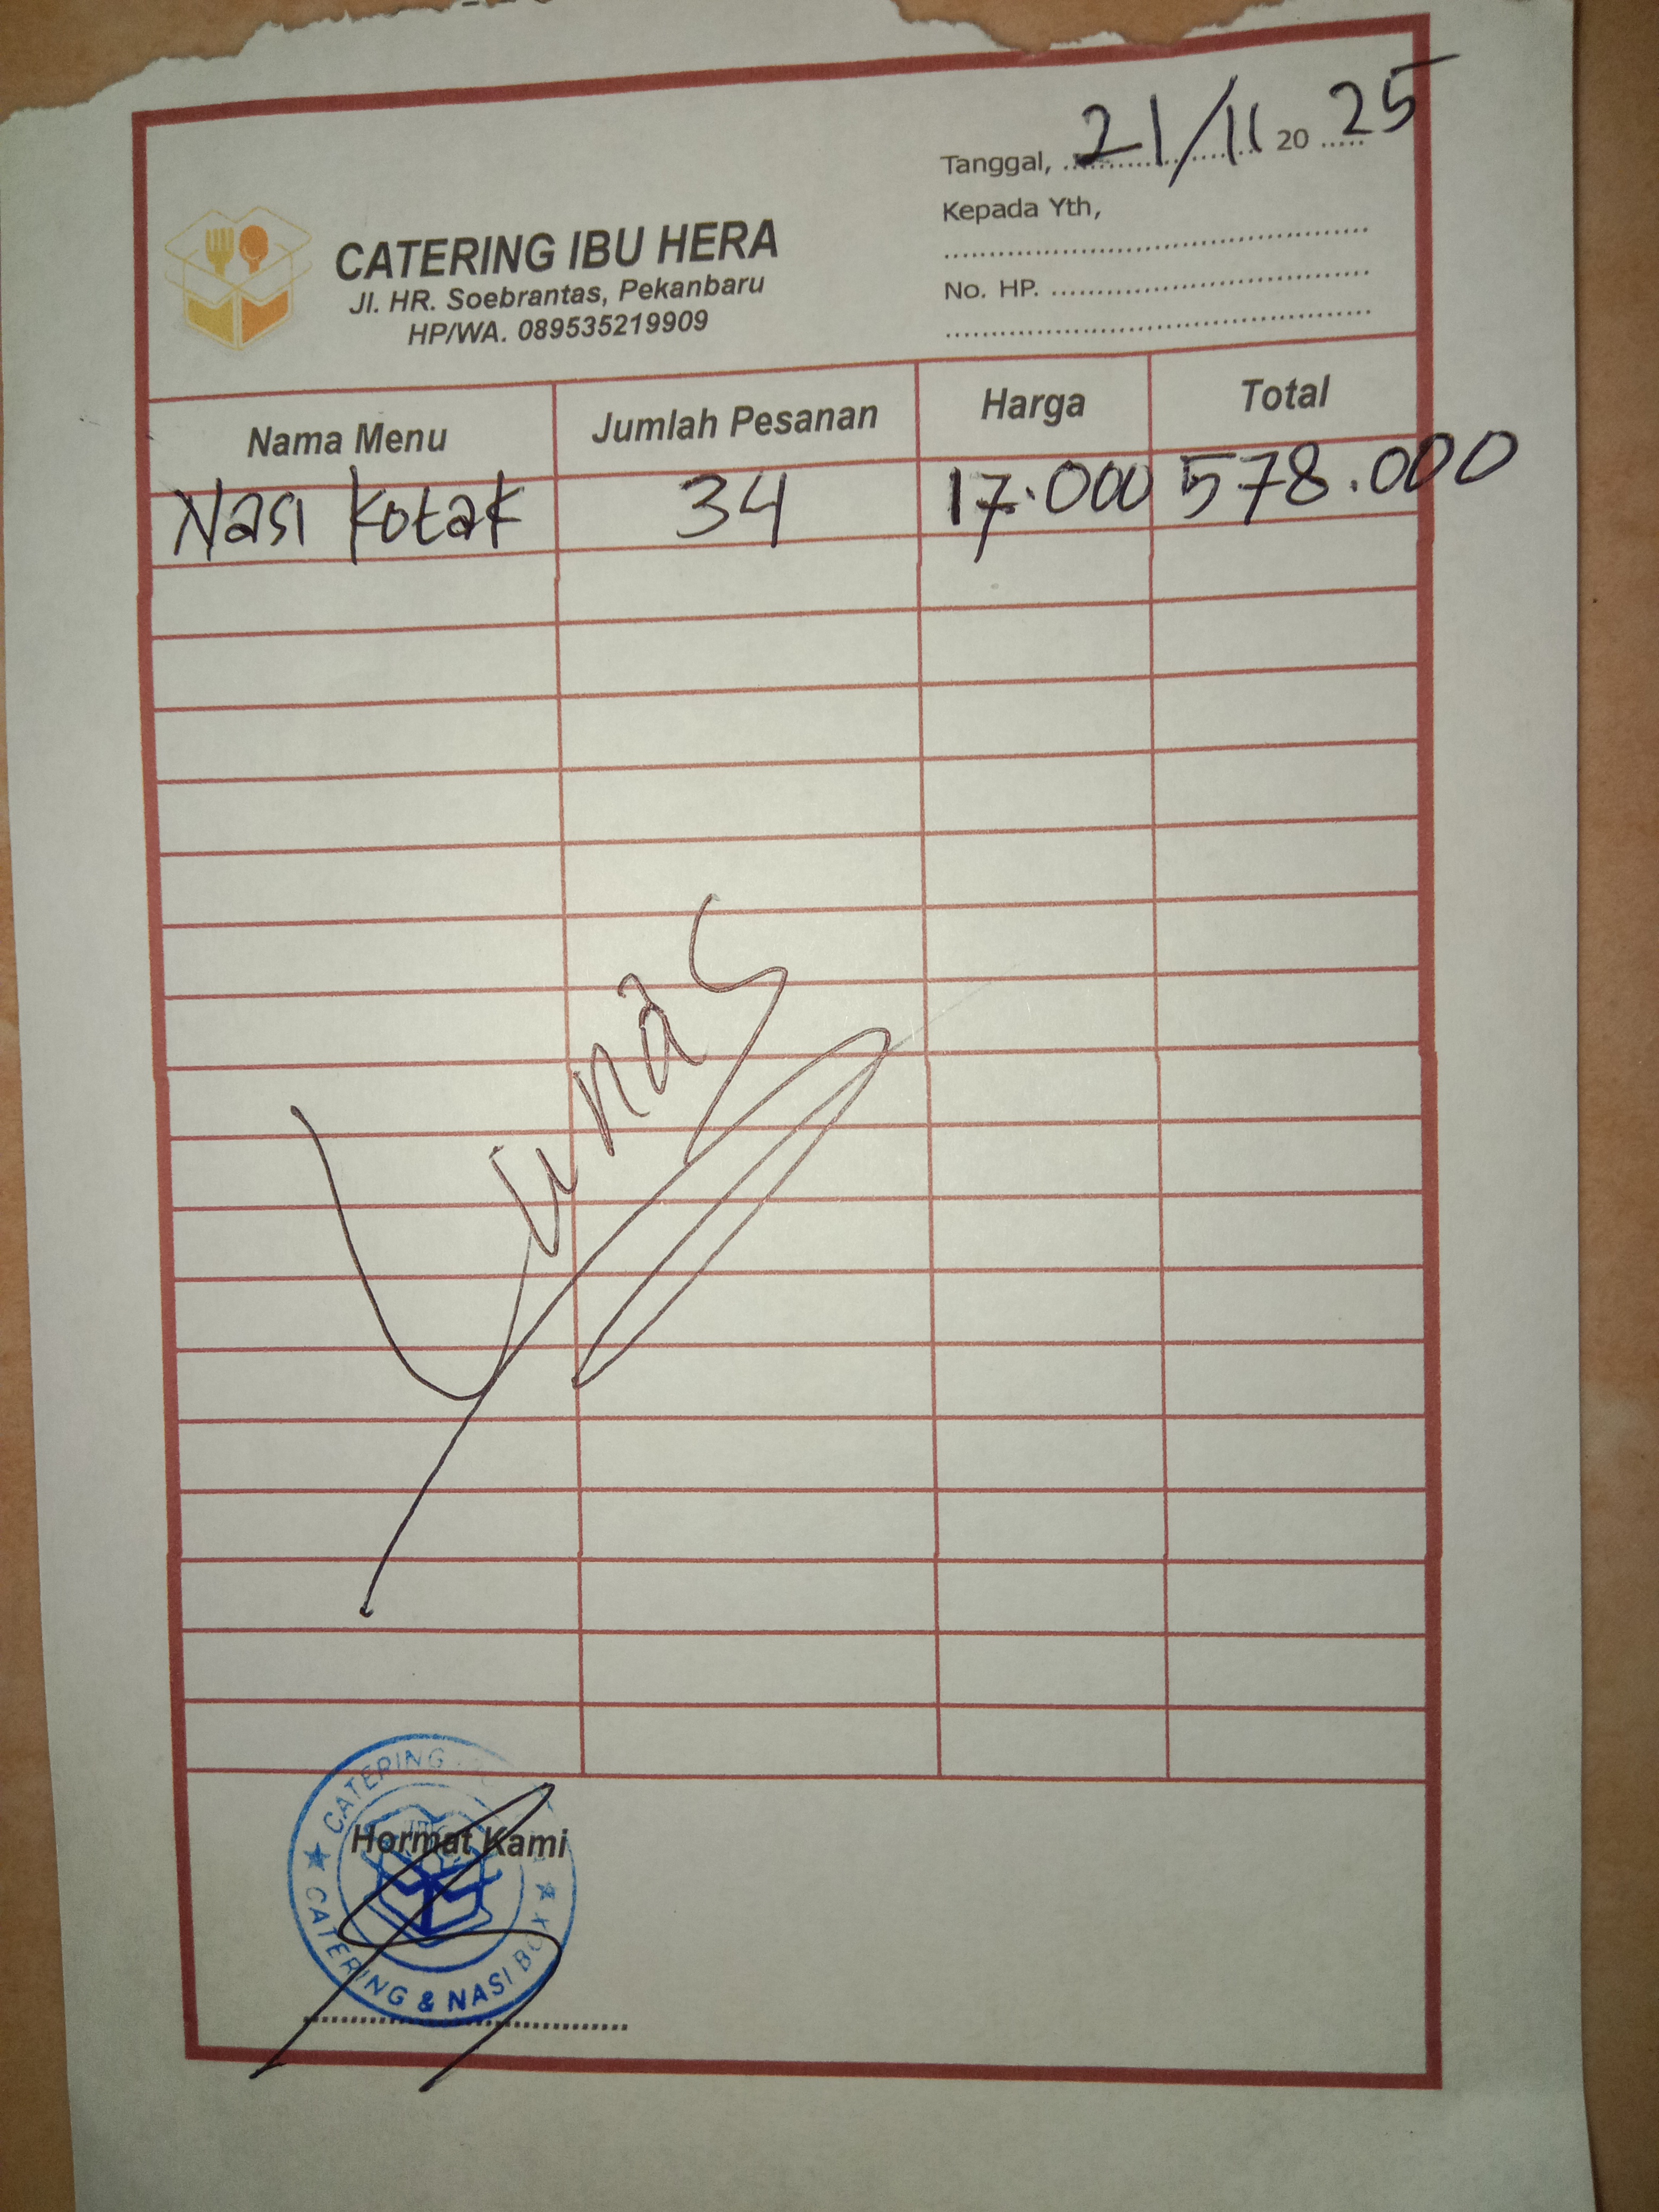 Tanggal, 21/11 20 25
Kepada Yth,
CATERING IBU HERA
Jl. HR. Soebrantas, Pekanbaru
HP/WA. 089535219909
No. HP.
Nama Menu Jumlah Pesanan Harga Total
Nasi Kotak 34 17.000 578.000
Lunas
CATERING
Hormat Kami
CATERING & NASI BOX